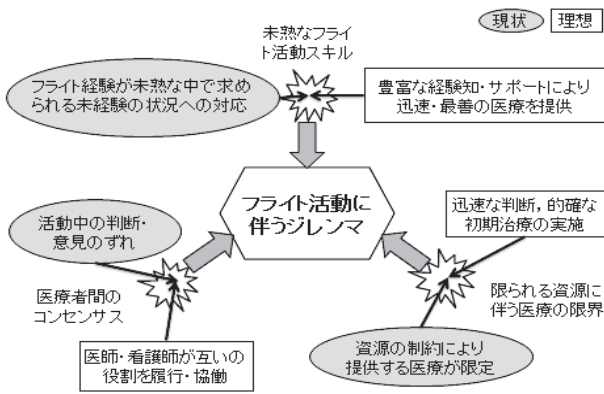 現状
理想
未熟なフライ
ト活動スキル
フライト経験が未熟な中で求め
られる未経験の状況への対応
豊富な経験知・サポートにより
迅速・最善の医療を提供
フライト活動に
伴うジレンマ
活動中の判断・
意見のずれ
医療者間の
コンセンサス
医師・看護師が互いの
役割を履行・協働
迅速な判断,的確な
初期治療の実施
限られる資源に
伴う医療の限界
資源の制約により
提供する医療が限定